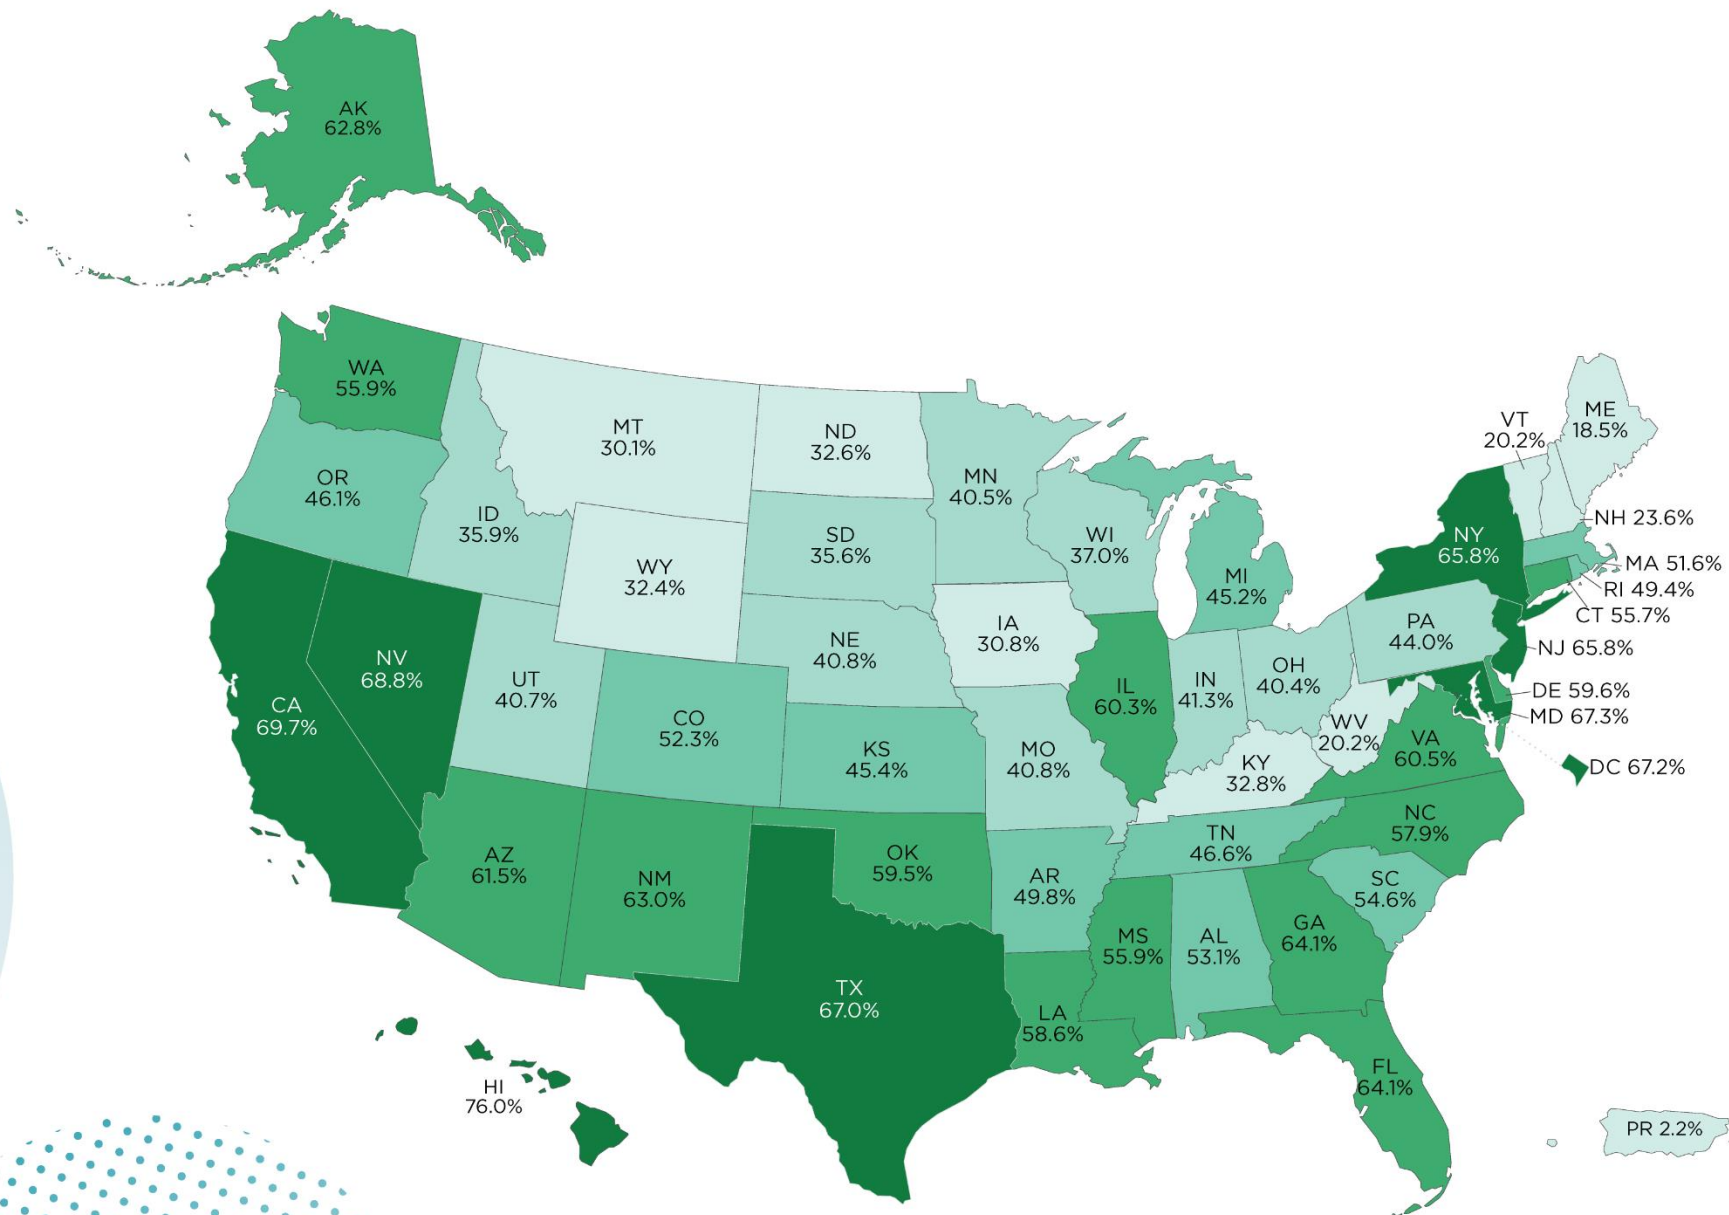 AK
62.8%
WA
55.9%
OR
46.1%
ID
35.9%
MT
30.1%
ND
32.6%
MN
40.5%
SD
35.6%
WY
32.4%
WI
37.0%
MI
45.2%
VT
20.2%
ME
18.5%
NH 23.6%
NY
65.8%
MA 51.6%
RI 49.4%
CT 55.7%
PA
44.0%
NJ 65.8%
DE 59.6%
MD 67.3%
DC 67.2%
CA
69.7%
NV
68.8%
UT
40.7%
CO
52.3%
NE
40.8%
KS
45.4%
IA
30.8%
MO
40.8%
IL
60.3%
IN
41.3%
OH
40.4%
WV
20.2%
VA
60.5%
KY
32.8%
NC
57.9%
TN
46.6%
SC
54.6%
AZ
61.5%
NM
63.0%
OK
59.5%
AR
49.8%
MS
55.9%
AL
53.1%
GA
64.1%
TX
67.0%
LA
58.6%
FL
64.1%
HI
76.0%
PR 2.2%